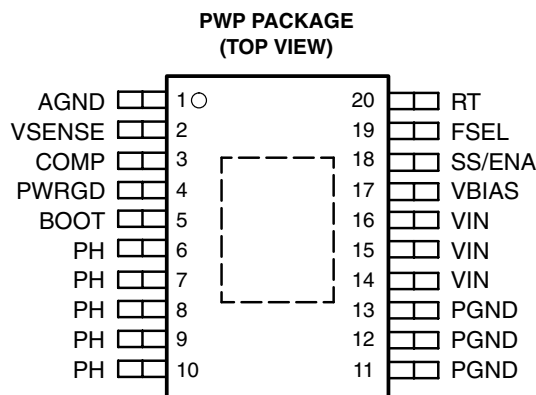 PWP PACKAGE
(TOP VIEW)
AGND 1 20 RT
VSENSE 2 19 FSEL
COMP 3 18 SS/ENA
PWRGD 4 17 VBIAS
BOOT 5 16 VIN
PH 6 15 VIN
PH 7 14 VIN
PH 8 13 PGND
PH 9 12 PGND
PH 10 11 PGND